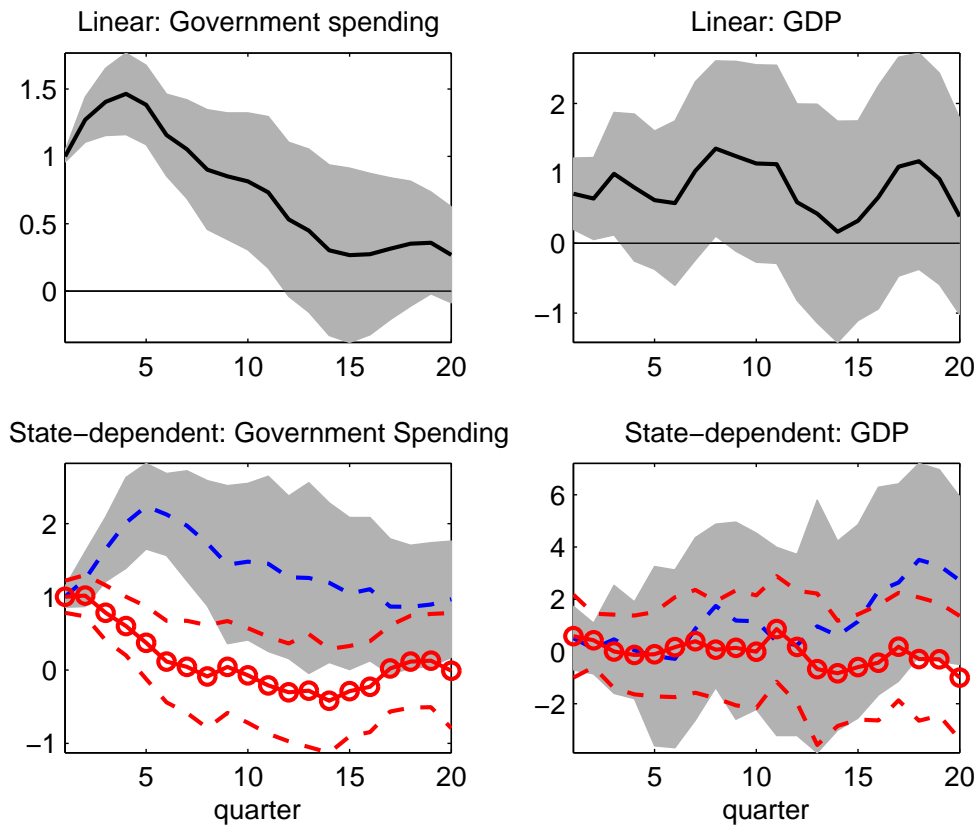 Linear: Government spending
1.5
1
0.5
0
5 10 15 20
Linear: GDP
2
1
0
−1
5 10 15 20
State−dependent: Government Spending
2
1
0
−1
5 10 15 20
quarter
State−dependent: GDP
6
4
2
0
−2
5 10 15 20
quarter